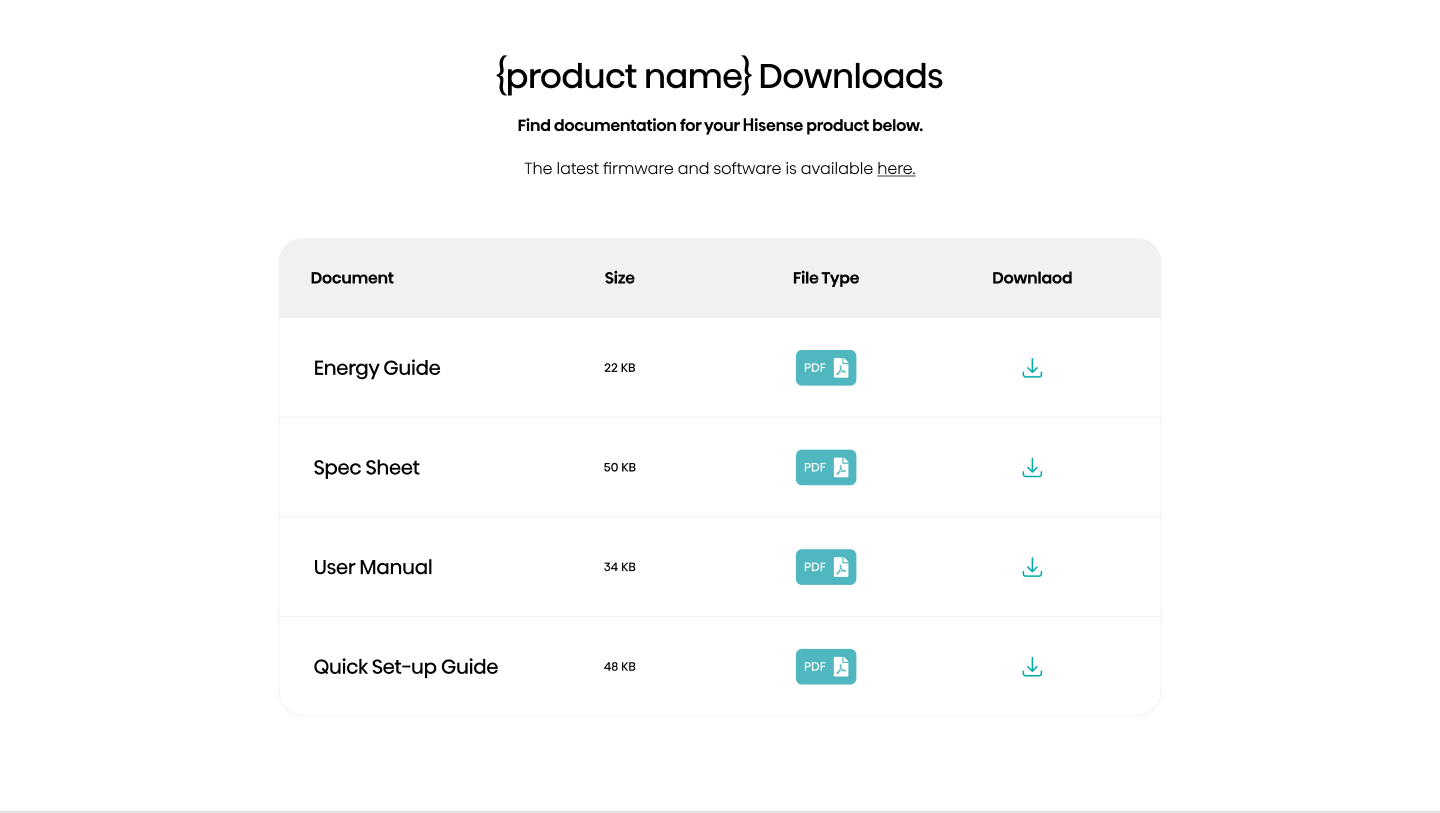 {product name} Downloads
Find documentation for your Hisense product below.
The latest firmware and software is available here.
Document Size File Type Downlaod
Energy Guide 22 KB PDF
Spec Sheet 50 KB PDF
User Manual 34 KB PDF
Quick Set-up Guide 48 KB PDF